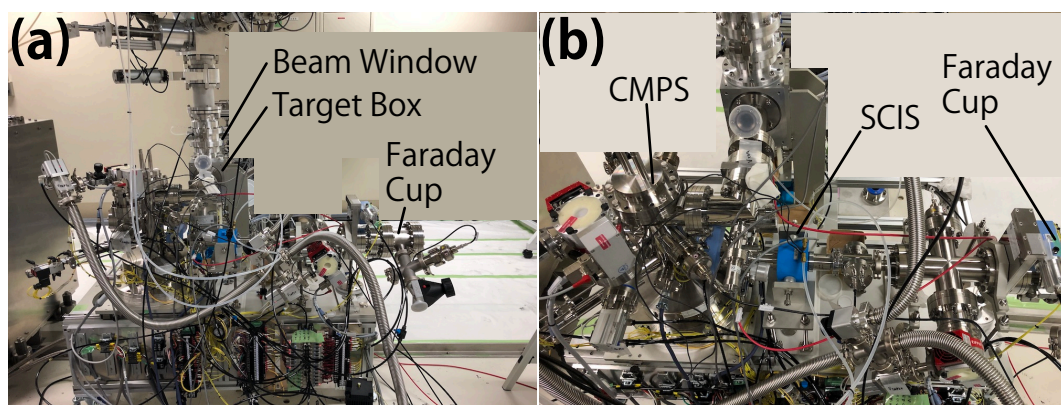 (a)
Beam Window
Target Box
Faraday
Cup
(b)
CMPS
SCIS
Faraday
Cup